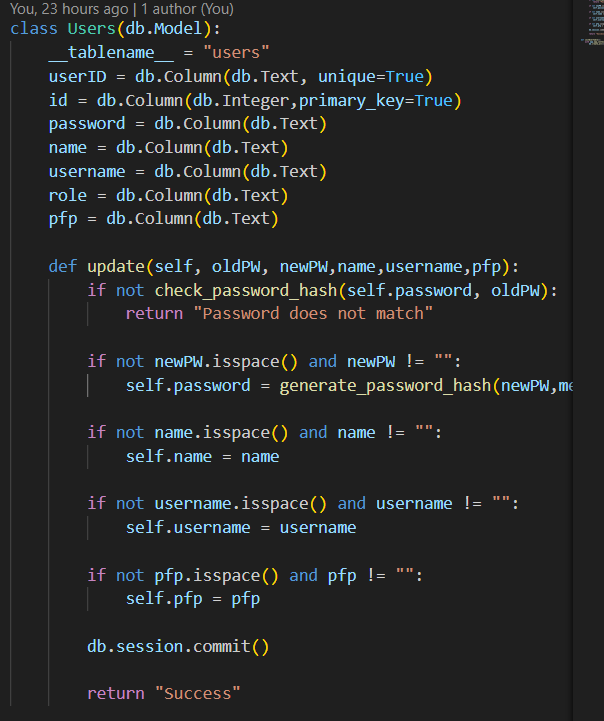 You, 23 hours ago | 1 author (You)
class Users(db.Model):
    __tablename__ = "users"
    userID = db.Column(db.Text, unique=True)
    id = db.Column(db.Integer,primary_key=True)
    password = db.Column(db.Text)
    name = db.Column(db.Text)
    username = db.Column(db.Text)
    role = db.Column(db.Text)
    pfp = db.Column(db.Text)
    def update(self, oldPW, newPW,name,username,pfp):
        if not check_password_hash(self.password, oldPW):
            return "Password does not match"
        if not newPW.isspace() and newPW != "":
            self.password = generate_password_hash(newPW,me
        if not name.isspace() and name != "":
            self.name = name
        if not username.isspace() and username != "":
            self.username = username
        if not pfp.isspace() and pfp != "":
            self.pfp = pfp
        db.session.commit()
        return "Success"